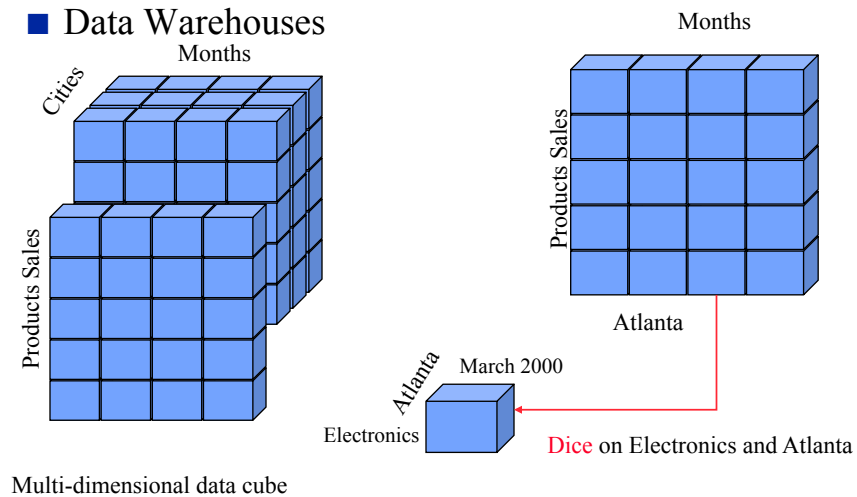 ■ Data Warehouses
Months
Cities
Products Sales
Multi-dimensional data cube
Months
Products Sales
Atlanta
March 2000
Atlanta
Electronics
Dice on Electronics and Atlanta